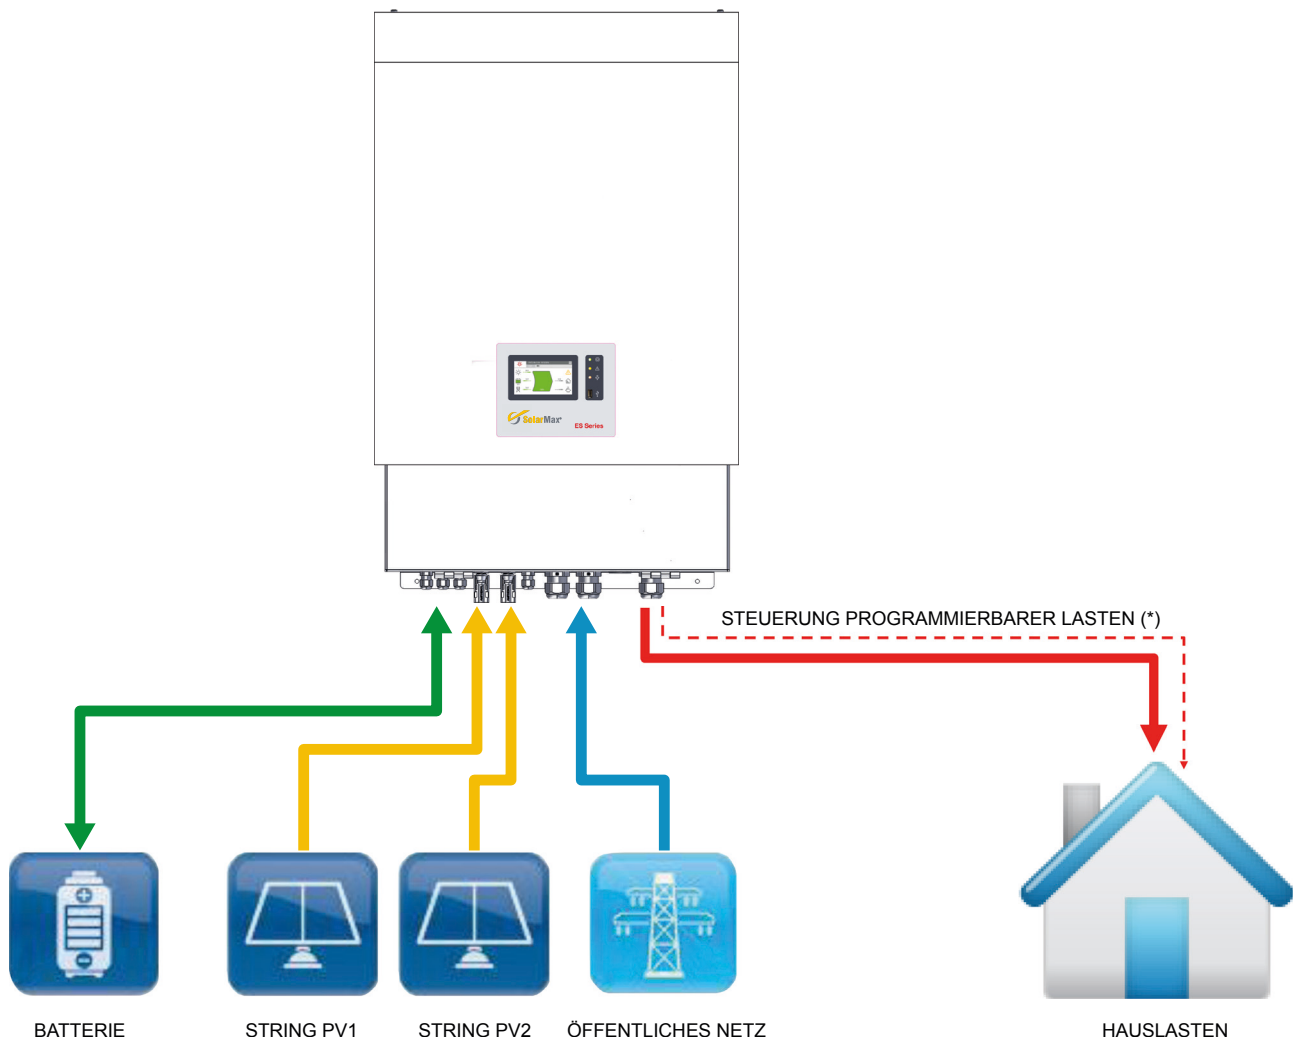 SolarMax®
ES Series
STEUERUNG PROGRAMMIERBARER LASTEN (*)
BATTERIE
STRING PV1
STRING PV2
ÖFFENTLICHES NETZ
HAUSLASTEN